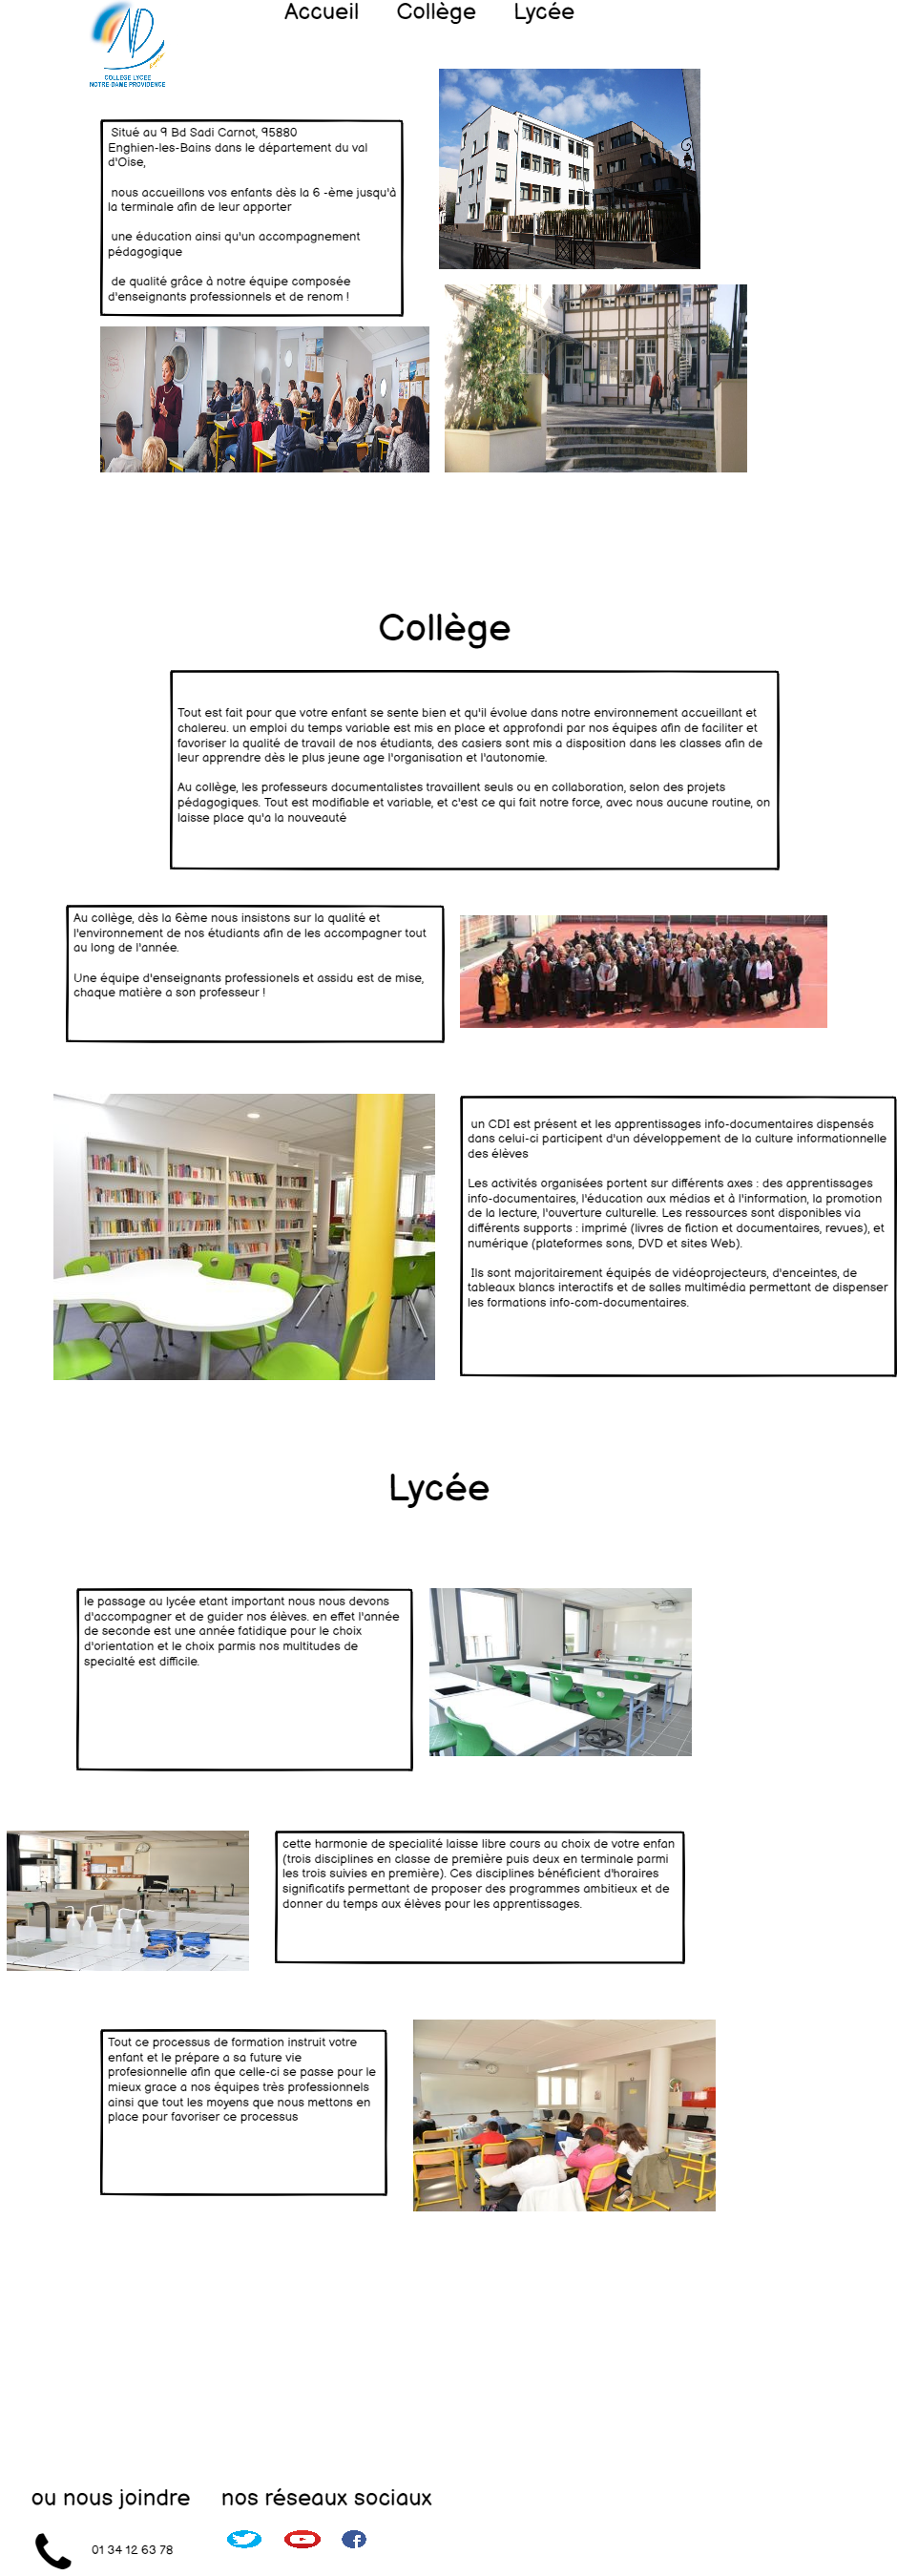 Accueil Collège Lycée
COLLEGE LYCEE
NOTRE DAME PROVIDENCE
Situé au 9 Bd Sadi Carnot, 95880
Enghien-les-Bains dans le département du val
d'Oise,
nous accueillons vos enfants dès la 6 -ème jusqu'à
la terminale afin de leur apporter
une éducation ainsi qu'un accompagnement
pédagogique
de qualité grâce à notre équipe composée
d'enseignants professionnels et de renom !
Collège
Tout est fait pour que votre enfant se sente bien et qu'il évolue dans notre environnement accueillant et
chalereu. un emploi du temps variable est mis en place et approfondi par nos équipes afin de faciliter et
favoriser la qualité de travail de nos étudiants, des casiers sont mis a disposition dans les classes afin de
leur apprendre dès le plus jeune age l'organisation et l'autonomie.
Au collège, les professeurs documentalistes travaillent seuls ou en collaboration, selon des projets
pédagogiques. Tout est modifiable et variable, et c'est ce qui fait notre force, avec nous aucune routine, on
laisse place qu'a la nouveauté
Au collège, dès la 6ème nous insistons sur la qualité et
l'environnement de nos étudiants afin de les accompagner tout
au long de l'année.
Une équipe d'enseignants professionels et assidu est de mise,
chaque matière a son professeur !
un CDI est présent et les apprentissages info-documentaires dispensés
dans celui-ci participent d'un développement de la culture informationnelle
des élèves
Les activités organisées portent sur différents axes : des apprentissages
info-documentaires, l'éducation aux médias et à l'information, la promotion
de la lecture, l'ouverture culturelle. Les ressources sont disponibles via
différents supports : imprimé (livres de fiction et documentaires, revues), et
numérique (plateformes sons, DVD et sites Web).
Ils sont majoritairement équipés de vidéoprojecteurs, d'enceintes, de
tableaux blancs interactifs et de salles multimédia permettant de dispenser
les formations info-com-documentaires.
Lycée
le passage au lycée etant important nous nous devons
d'accompagner et de guider nos élèves. en effet l'année
de seconde est une année fatidique pour le choix
d'orientation et le choix parmis nos multitudes de
specialté est difficile.
cette harmonie de specialité laisse libre cours au choix de votre enfan
(trois disciplines en classe de première puis deux en terminale parmi
les trois suivies en première). Ces disciplines bénéficient d'horaires
significatifs permettant de proposer des programmes ambitieux et de
donner du temps aux élèves pour les apprentissages.
Tout ce processus de formation instruit votre
enfant et le prépare a sa future vie
profesionnelle afin que celle-ci se passe pour le
mieux grace a nos équipes très professionnels
ainsi que tout les moyens que nous mettons en
place pour favoriser ce processus
ou nous joindre nos réseaux sociaux
01 34 12 63 78